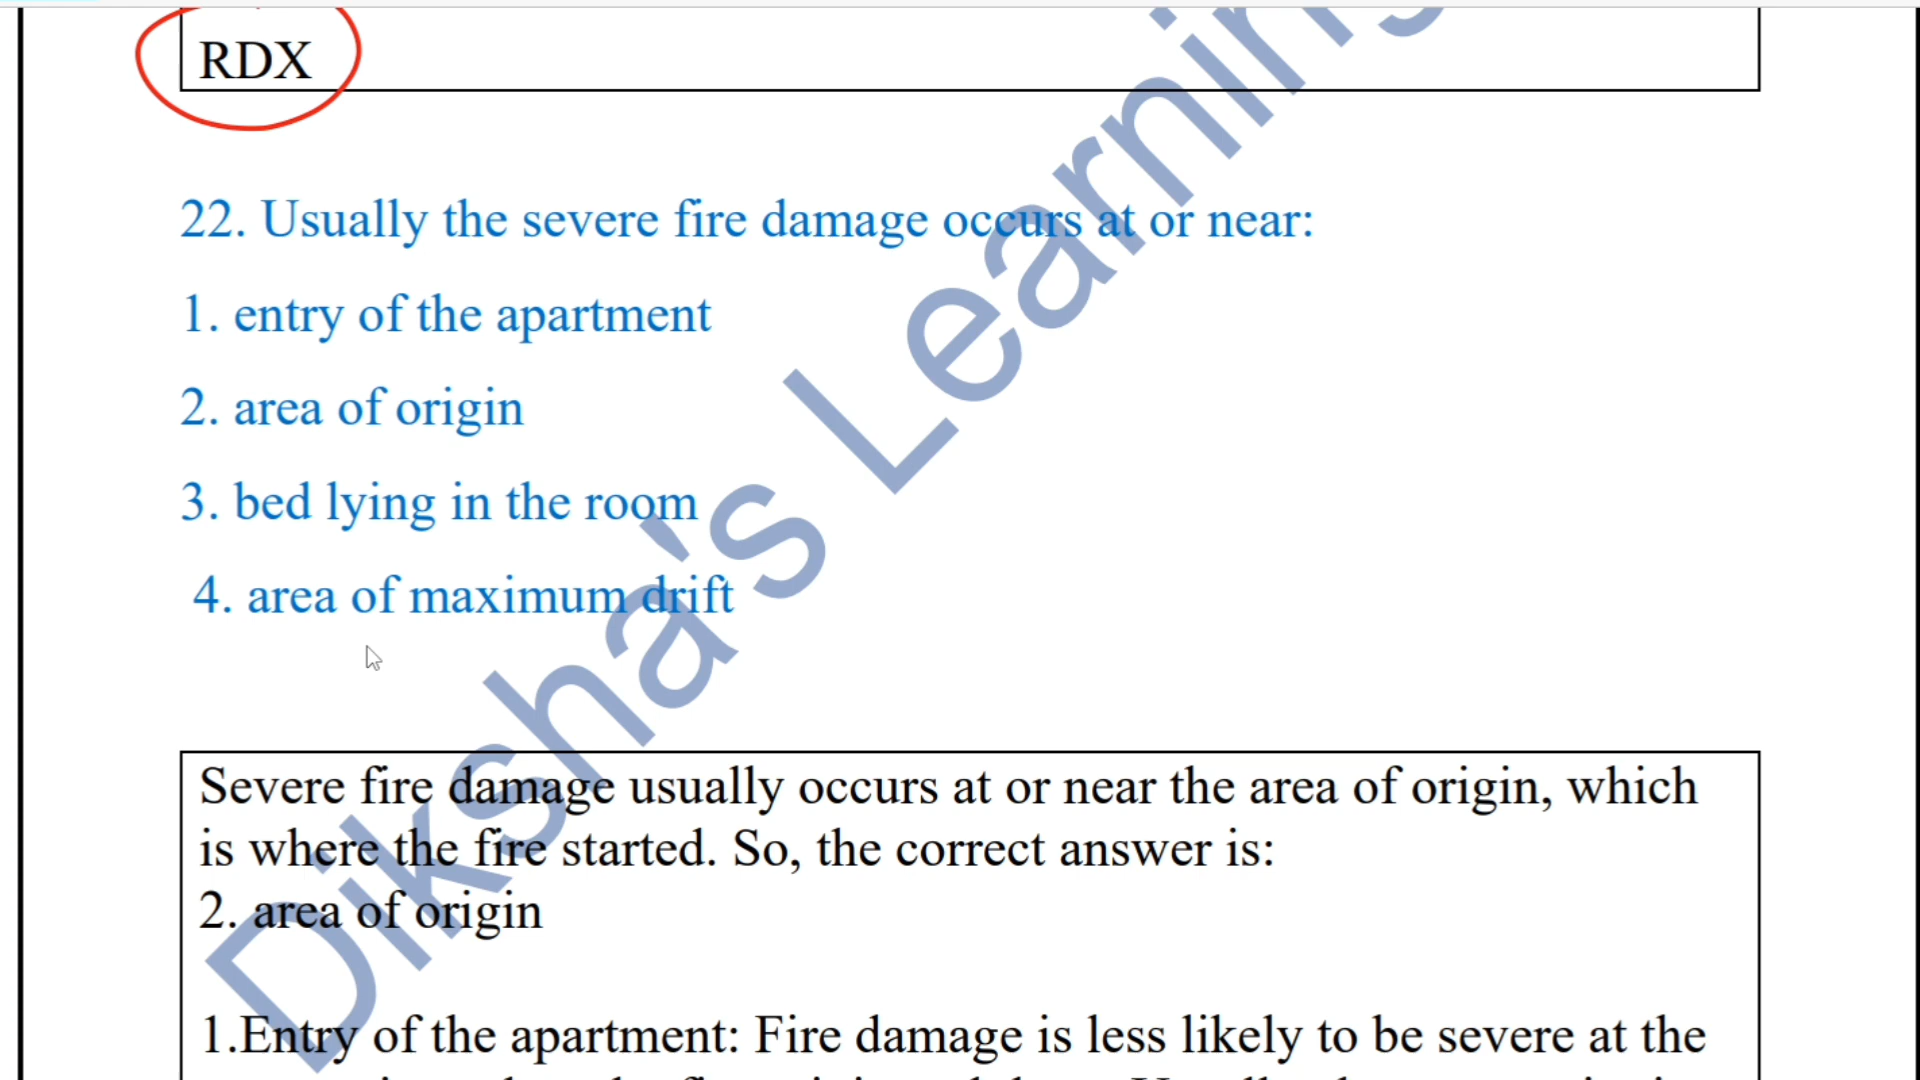 RDX
22. Usually the severe fire damage occurs at or near:
1. entry of the apartment
2. area of origin
3. bed lying in the room
4. area of maximum drift
Severe fire damage usually occurs at or near the area of origin, which
is where the fire started. So, the correct answer is:
2. area of origin
1.Entry of the apartment: Fire damage is less likely to be severe at the
Diksha's Learning